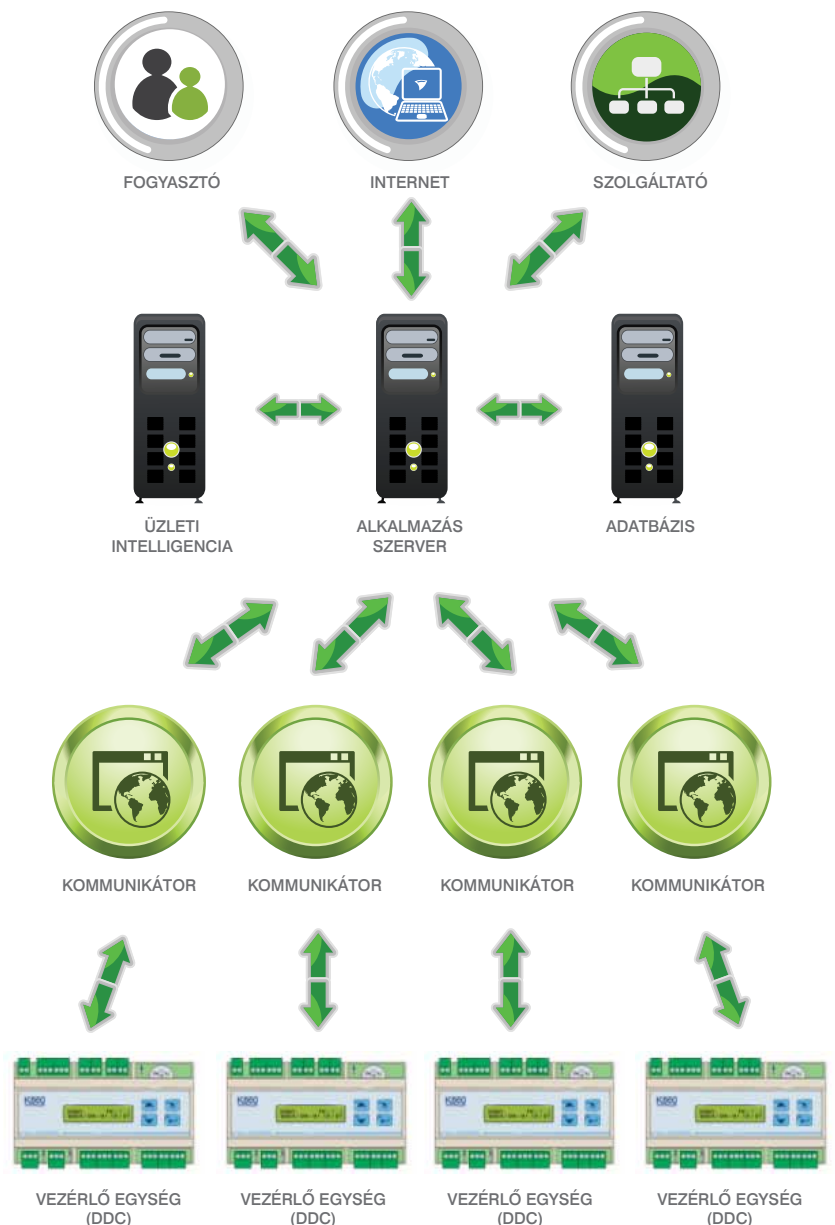 FOGYASZTÓ
INTERNET
SZOLGÁLTATÓ
ÜZLETI
INTELLIGENCIA
ALKALMAZÁS
SZERVER
ADATBÁZIS
KOMMUNIKÁTOR
KOMMUNIKÁTOR
KOMMUNIKÁTOR
KOMMUNIKÁTOR
VEZÉRLŐ EGYSÉG
(DDC)
VEZÉRLŐ EGYSÉG
(DDC)
VEZÉRLŐ EGYSÉG
(DDC)
VEZÉRLŐ EGYSÉG
(DDC)